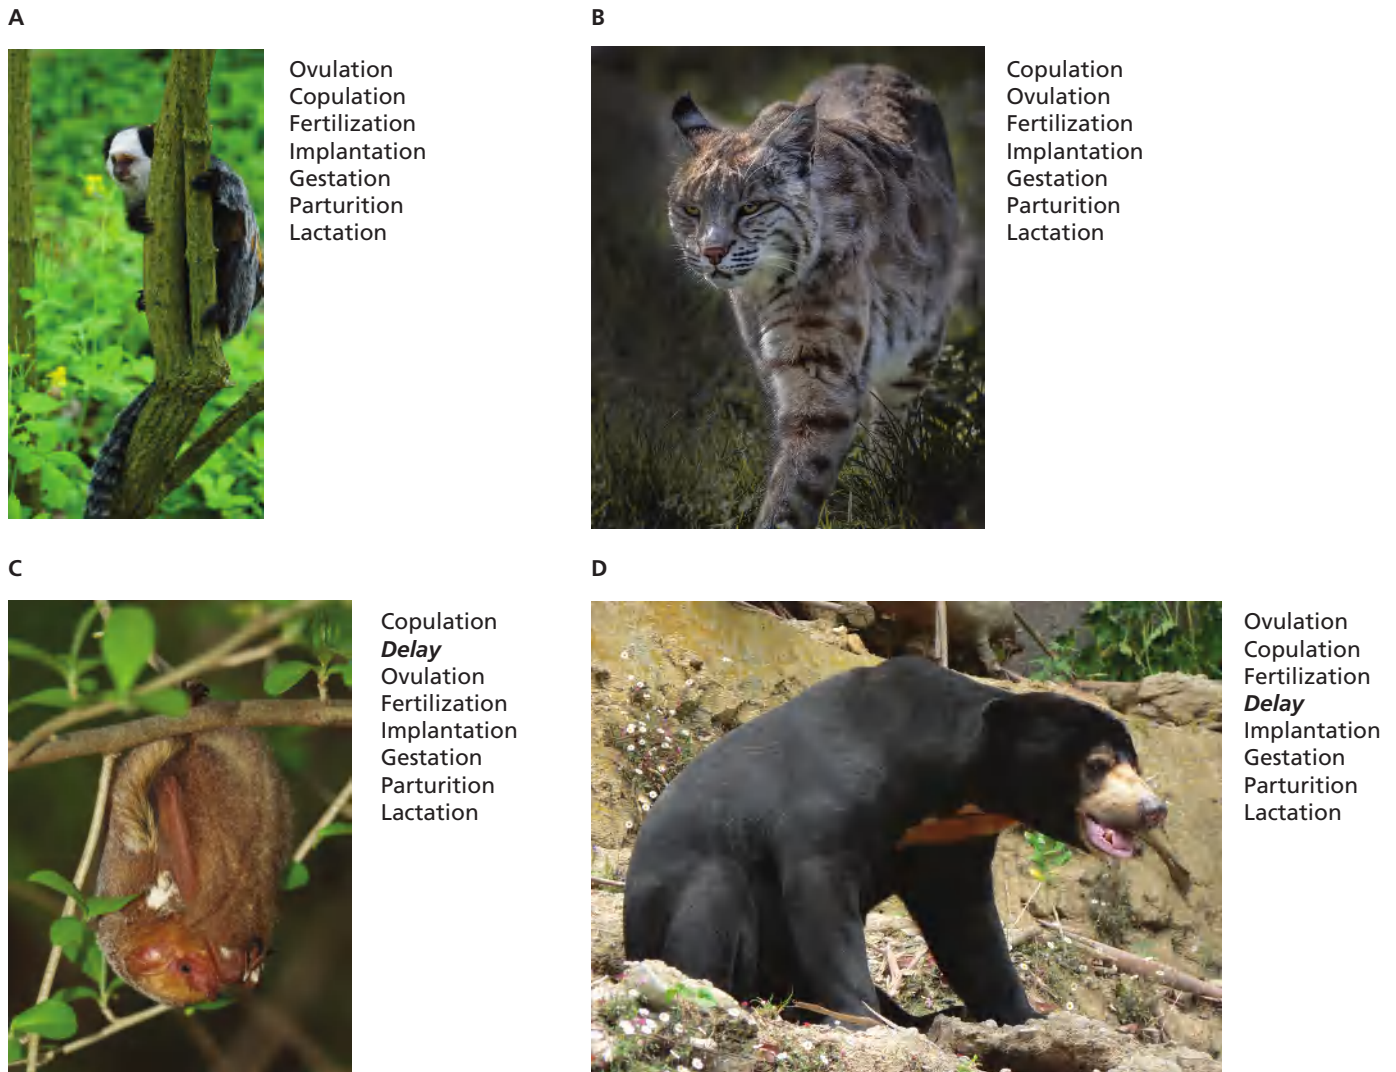 A
Ovulation
Copulation
Fertilization
Implantation
Gestation
Parturition
Lactation
B
Copulation
Ovulation
Fertilization
Implantation
Gestation
Parturition
Lactation
C
Copulation
Delay
Ovulation
Fertilization
Implantation
Gestation
Parturition
Lactation
D
Ovulation
Copulation
Fertilization
Delay
Implantation
Gestation
Parturition
Lactation